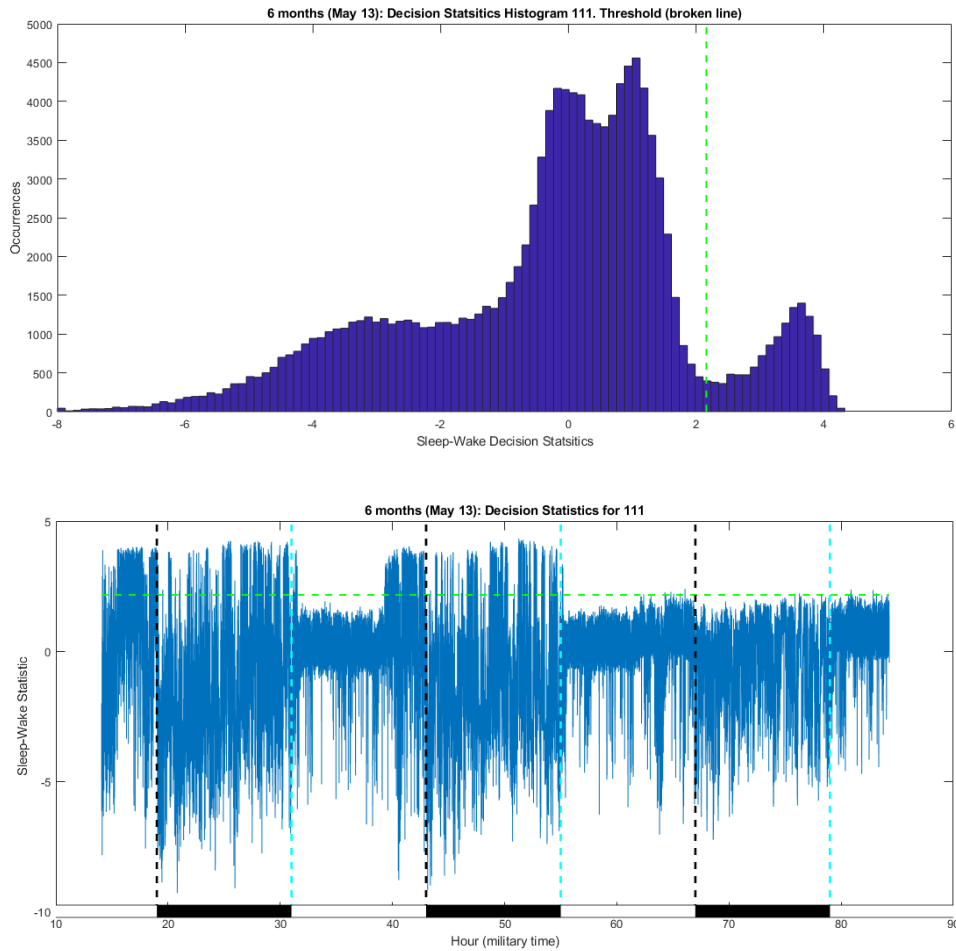 6 months (May 13): Decision Statsitics Histogram 111. Threshold (broken line)
5000
4500
4000
3500
3000
2500
2000
1500
1000
500
0
Occurrences
-8 -6 -4 -2 0 2 4 6
Sleep-Wake Decision Statsitics
6 months (May 13): Decision Statistics for 111
5
0
-5
-10
Sleep-Wake Statistic
10 20 30 40 50 60 70 80 90
Hour (military time)